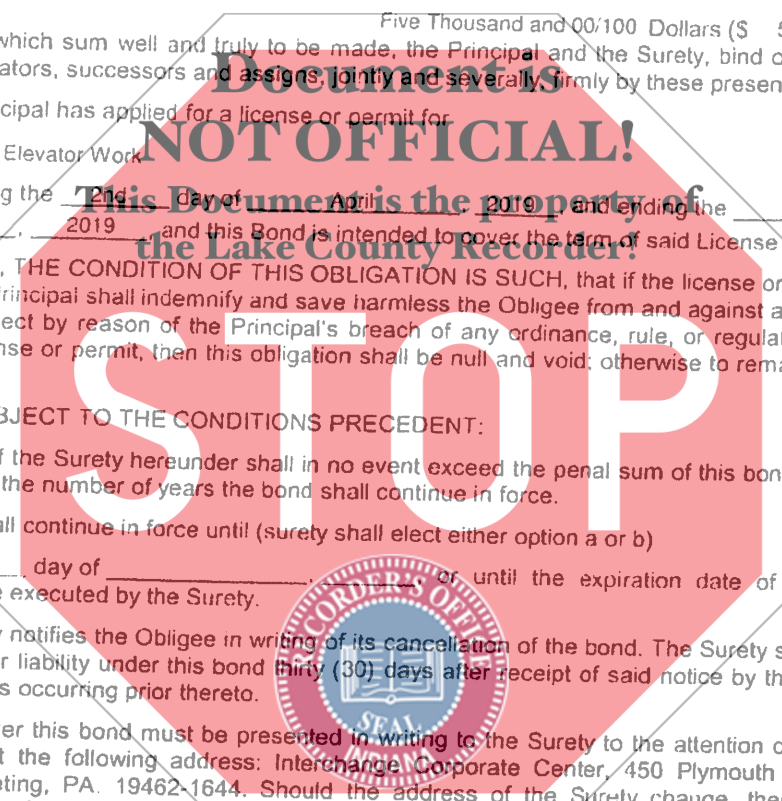 Five Thousand and 00/100 Dollars ($ 5
which sum well and truly to be made, the Principal and the Surety, bind o
ators, successors and assigns, jointly and severally, firmly by these presen
Document is
cipal has applied for a license or permit for
NOT OFFICIAL!
Elevator Work
g the 2nd day of April, 2019, and ending the
This Document is the property of
, 2019, and this Bond is intended to cover the term of said License
the Lake County Recorder!
, THE CONDITION OF THIS OBLIGATION IS SUCH, that if the license or
rincipal shall indemnify and save harmless the Obligee from and against a
ect by reason of the Principal's breach of any ordinance, rule, or regula
nse or permit, then this obligation shall be null and void; otherwise to rema
STOP
BJECT TO THE CONDITIONS PRECEDENT:
f the Surety hereunder shall in no event exceed the penal sum of this bon
the number of years the bond shall continue in force.
all continue in force until (surety shall elect either option a or b)
day of , , or until the expiration date of
e executed by the Surety.
RECORDER'S OFFICE
y notifies the Obligee in writing of its cancellation of the bond. The Surety s
r liability under this bond thirty (30) days after receipt of said notice by th
s occurring prior thereto.
SEAL
er this bond must be presented in writing to the Surety to the attention o
t the following address: Interchange Corporate Center, 450 Plymouth
eting, PA. 19462-1644. Should the address of the Surety change, the